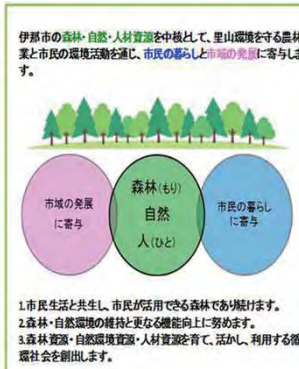 伊那市の森林・自然・人材資源を中核として、里山環境を守る農林
業と市民の環境活動を通じ、市民の暮らしと市域の発展に寄与しま
す。
市域の発展
に寄与
森林(もり)
自然
人(ひと)
市民の暮らし
に寄与
1.市民生活と共生し、市民が活用できる森林であり続けます。
2.森林・自然環境の維持と更なる機能向上に努めます。
3.森林資源・自然環境資源・人材資源を育て、活かし、利用する循
環社会を創出します。